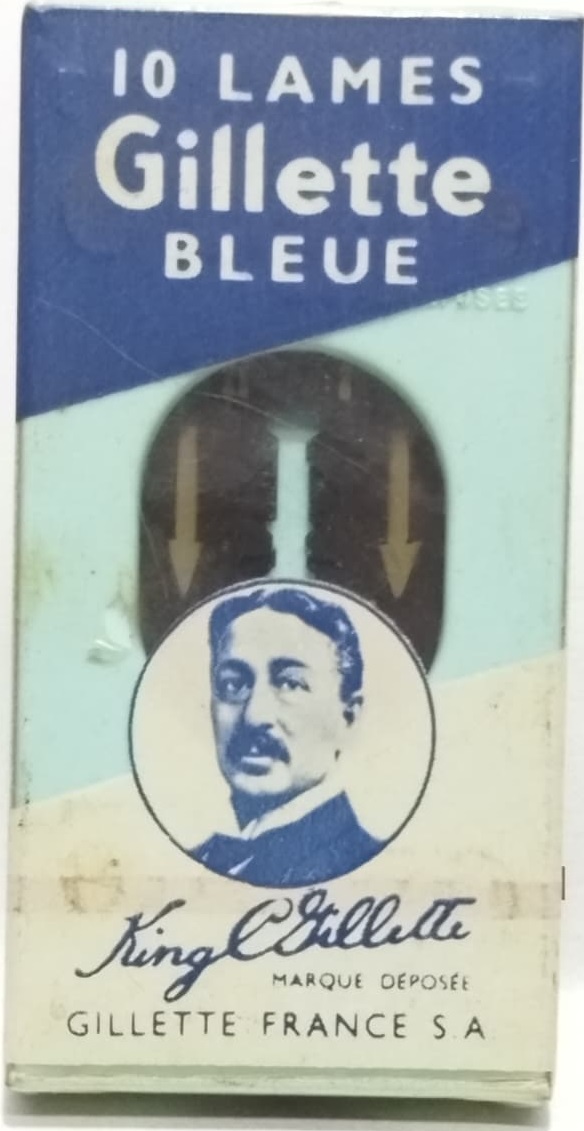 10 LAMES
Gillette
BLEUE
King C Gillette
MARQUE DÉPOSÉE
GILLETTE FRANCE S.A